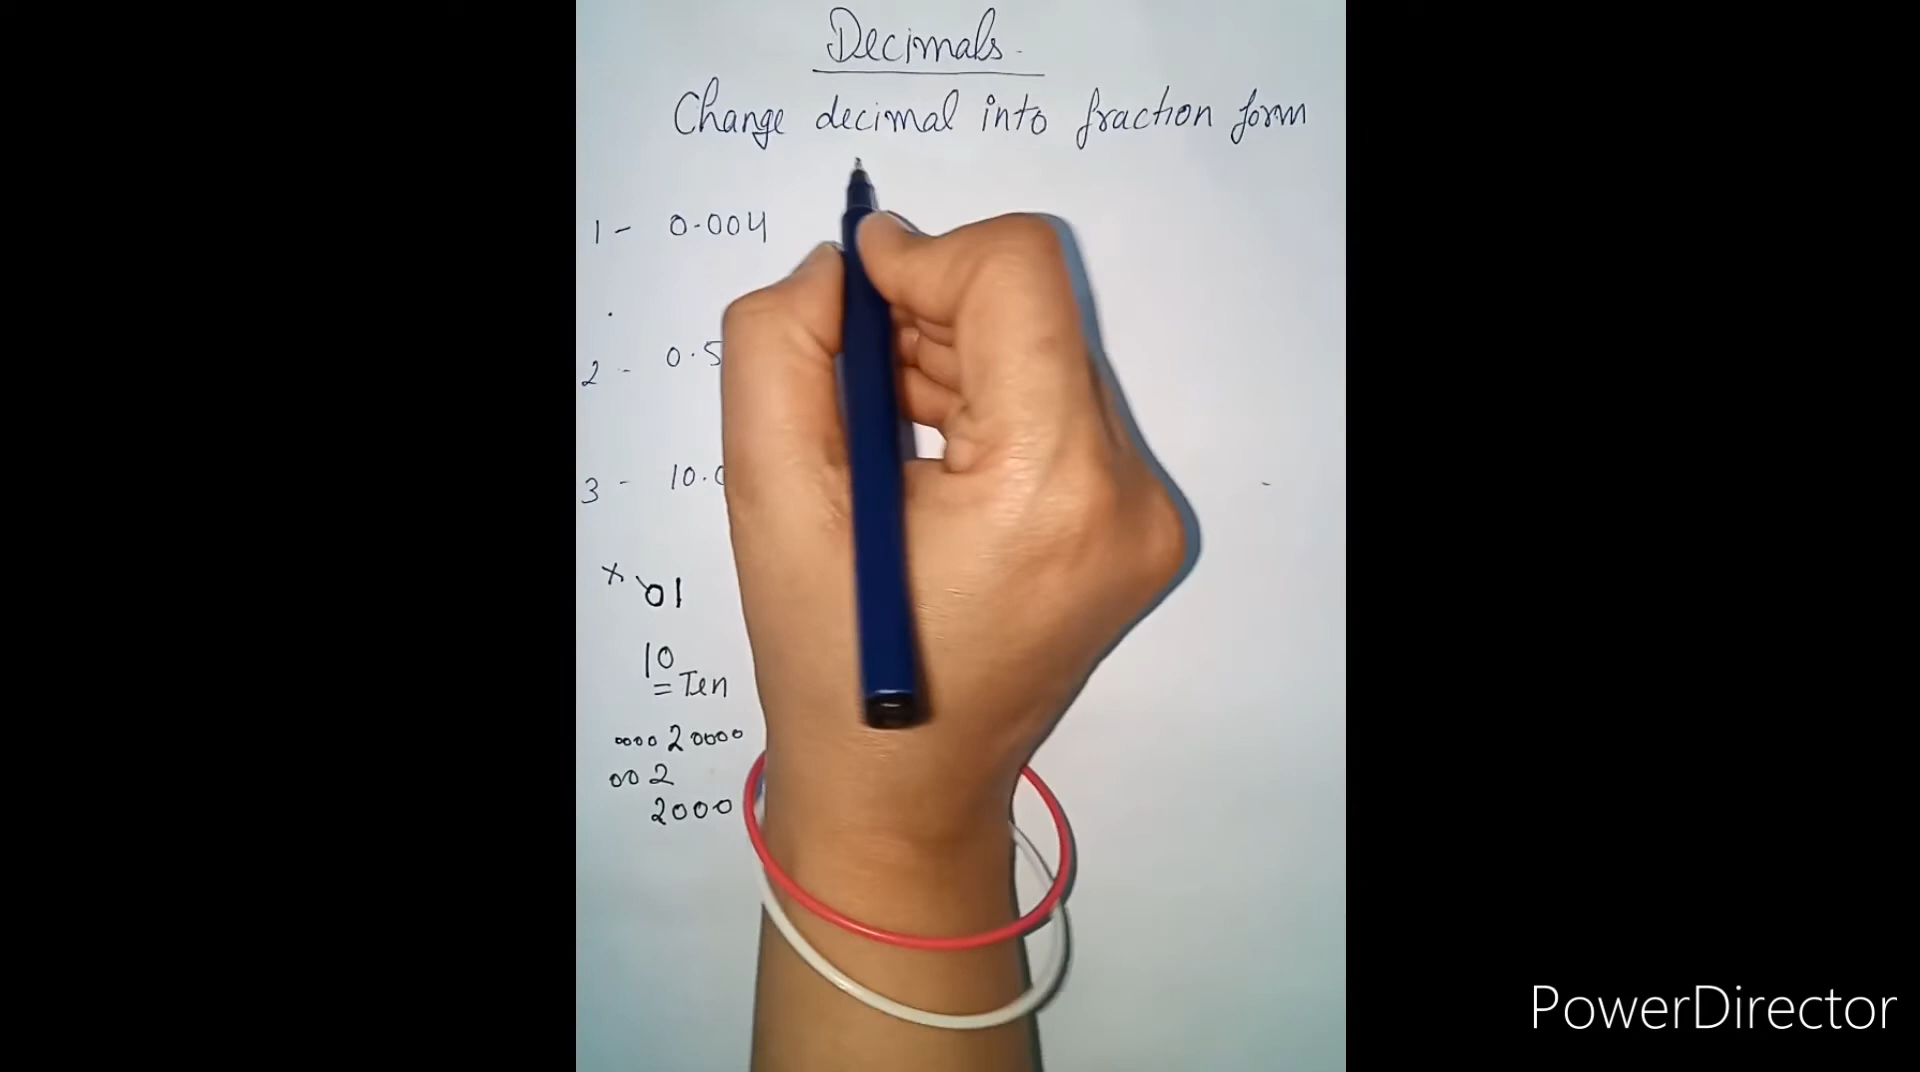 Decimals.
Change decimal into fraction form
1 - 0.004
2 - 0.5
3 - 10.0
x 01
10
= Ten
0000 2 0000
00 2
2000
PowerDirector